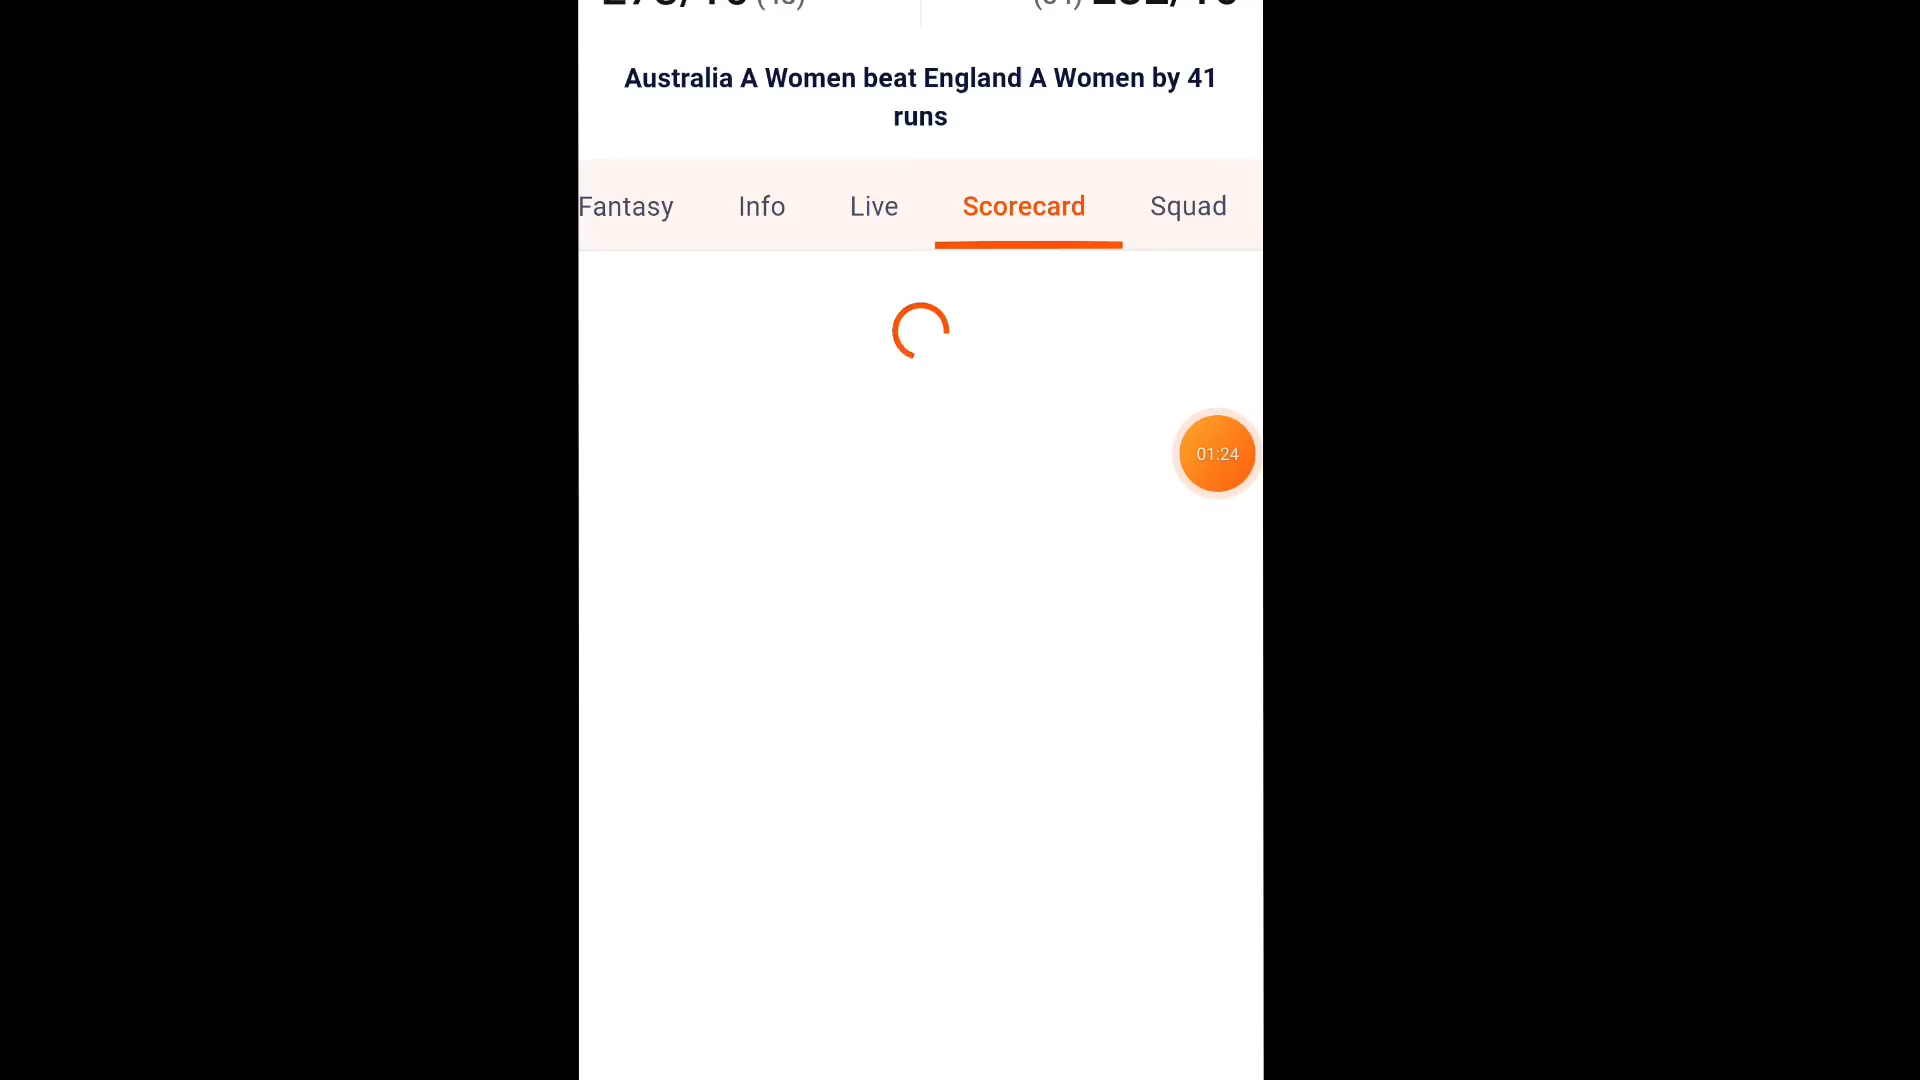 Australia A Women beat England A Women by 41
runs
Fantasy Info Live Scorecard Squad
01:24